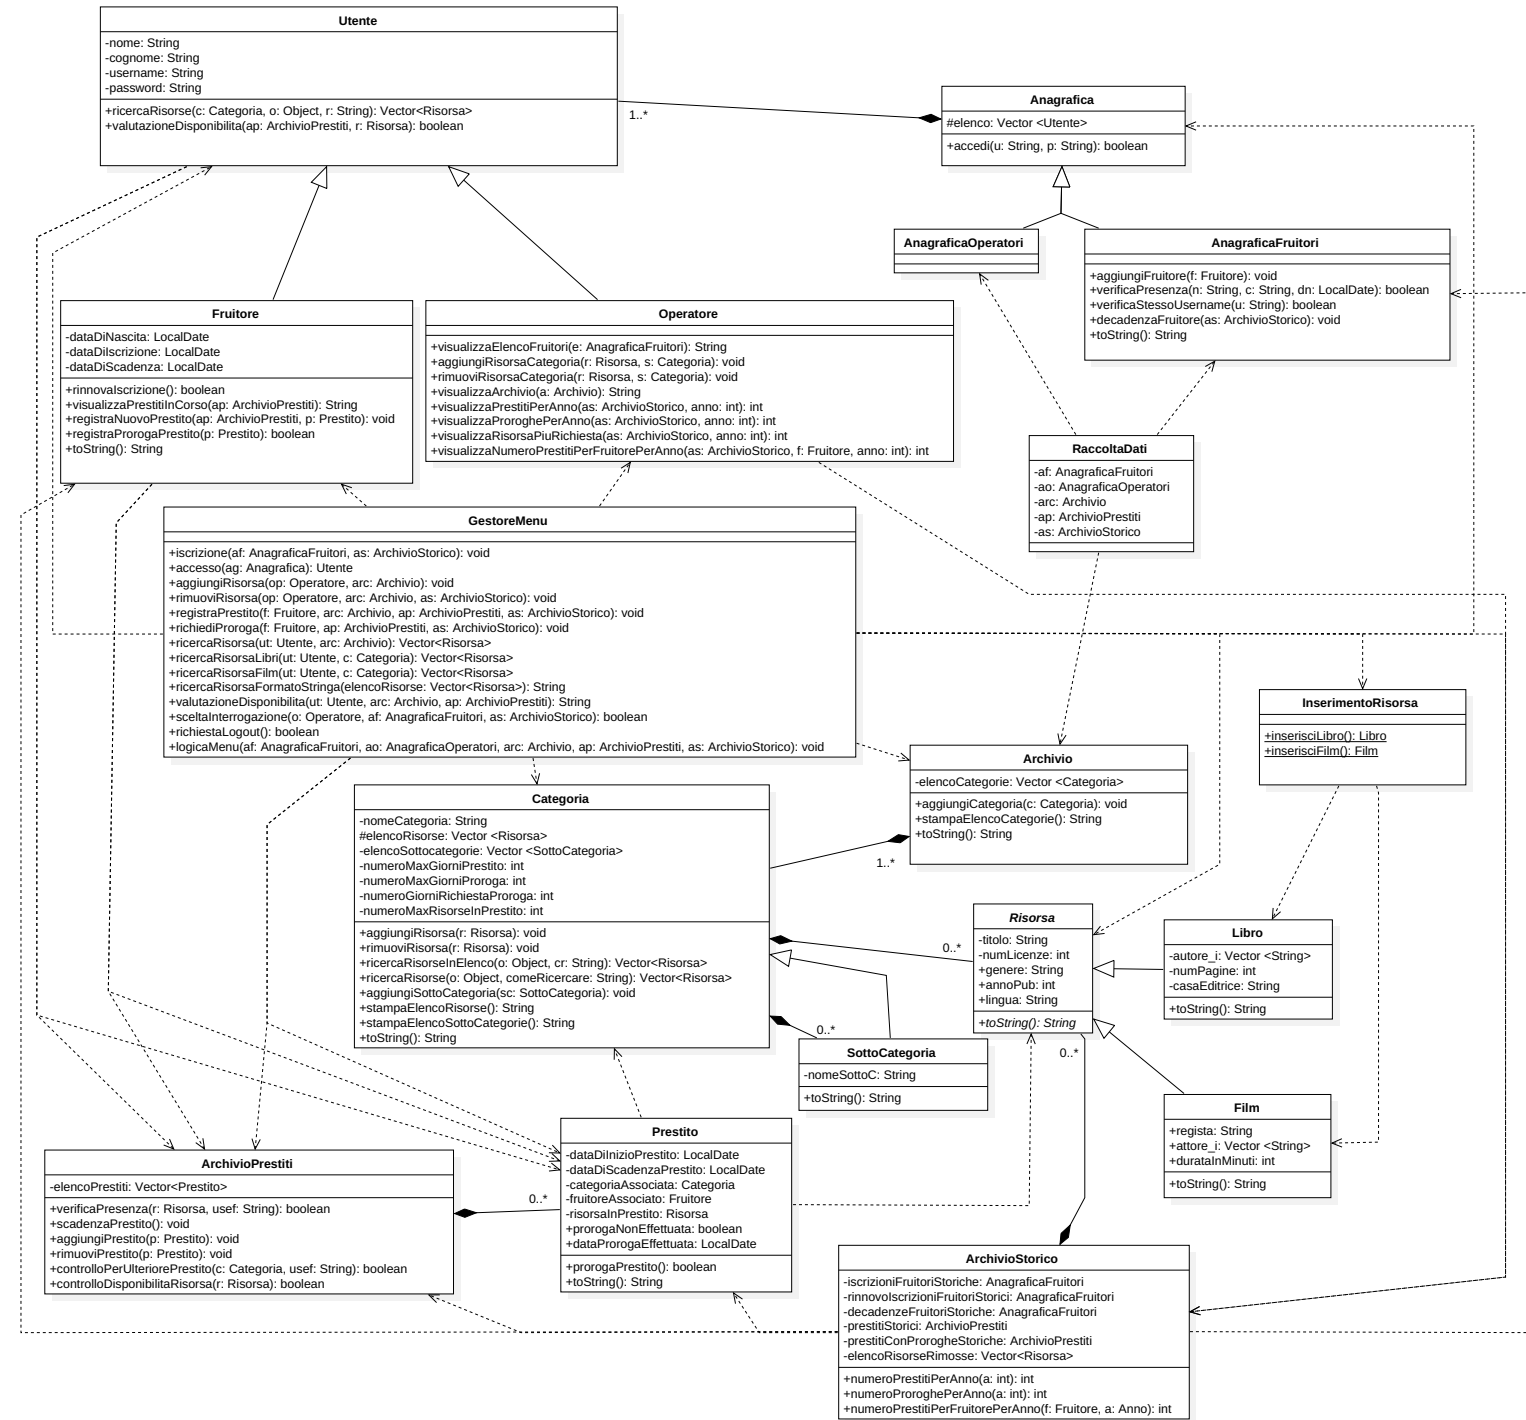 Utente
-nome: String
-cognome: String
-username: String
-password: String
+ricercaRisorse(c: Categoria, o: Object, r: String): Vector<Risorsa>
+valutazioneDisponibilita(ap: ArchivioPrestiti, r: Risorsa): boolean
1..*
Anagrafica
#elenco: Vector <Utente>
+accedi(u: String, p: String): boolean
AnagraficaOperatori
AnagraficaFruitori
+aggiungiFruitore(f: Fruitore): void
+verificaPresenza(n: String, c: String, dn: LocalDate): boolean
+verificaStessoUsername(u: String): boolean
+decadenzaFruitore(as: ArchivioStorico): void
+toString(): String
Fruitore
-dataDiNascita: LocalDate
-dataDiIscrizione: LocalDate
-dataDiScadenza: LocalDate
+rinnovaIscrizione(): boolean
+visualizzaPrestitiInCorso(ap: ArchivioPrestiti): String
+registraNuovoPrestito(ap: ArchivioPrestiti, p: Prestito): void
+registraProrogaPrestito(p: Prestito): boolean
+toString(): String
Operatore
+visualizzaElencoFruitori(e: AnagraficaFruitori): String
+aggiungiRisorsaCategoria(r: Risorsa, s: Categoria): void
+rimuoviRisorsaCategoria(r: Risorsa, s: Categoria): void
+visualizzaArchivio(a: Archivio): String
+visualizzaPrestitiPerAnno(as: ArchivioStorico, anno: int): int
+visualizzaProroghePerAnno(as: ArchivioStorico, anno: int): int
+visualizzaRisorsaPiuRichiesta(as: ArchivioStorico, anno: int): int
+visualizzaNumeroPrestitiPerFruitorePerAnno(as: ArchivioStorico, f: Fruitore, anno: int): int
RaccoltaDati
-af: AnagraficaFruitori
-ao: AnagraficaOperatori
-arc: Archivio
-ap: ArchivioPrestiti
-as: ArchivioStorico
GestoreMenu
+iscrizione(af: AnagraficaFruitori, as: ArchivioStorico): void
+accesso(ag: Anagrafica): Utente
+aggiungiRisorsa(op: Operatore, arc: Archivio): void
+rimuoviRisorsa(op: Operatore, arc: Archivio, as: ArchivioStorico): void
+registraPrestito(f: Fruitore, arc: Archivio, ap: ArchivioPrestiti, as: ArchivioStorico): void
+richiediProroga(f: Fruitore, ap: ArchivioPrestiti, as: ArchivioStorico): void
+ricercaRisorsa(ut: Utente, arc: Archivio): Vector<Risorsa>
+ricercaRisorsaLibri(ut: Utente, c: Categoria): Vector<Risorsa>
+ricercaRisorsaFilm(ut: Utente, c: Categoria): Vector<Risorsa>
+ricercaRisorsaFormatoStringa(elencoRisorse: Vector<Risorsa>): String
+valutazioneDisponibilita(ut: Utente, arc: Archivio, ap: ArchivioPrestiti): String
+sceltaInterrogazione(o: Operatore, af: AnagraficaFruitori, as: ArchivioStorico): boolean
+richiestaLogout(): boolean
+logicaMenu(af: AnagraficaFruitori, ao: AnagraficaOperatori, arc: Archivio, ap: ArchivioPrestiti, as: ArchivioStorico): void
InserimentoRisorsa
+inserisciLibro(): Libro
+inserisciFilm(): Film
Archivio
-elencoCategorie: Vector <Categoria>
+aggiungiCategoria(c: Categoria): void
+stampaElencoCategorie(): String
+toString(): String
1..*
Categoria
-nomeCategoria: String
#elencoRisorse: Vector <Risorsa>
-elencoSottocategorie: Vector <SottoCategoria>
-numeroMaxGiorniPrestito: int
-numeroMaxGiorniProroga: int
-numeroGiorniRichiestaProroga: int
-numeroMaxRisorseInPrestito: int
+aggiungiRisorsa(r: Risorsa): void
+rimuoviRisorsa(r: Risorsa): void
+ricercaRisorseInElenco(o: Object, cr: String): Vector<Risorsa>
+ricercaRisorse(o: Object, comeRicercare: String): Vector<Risorsa>
+aggiungiSottoCategoria(sc: SottoCategoria): void
+stampaElencoRisorse(): String
+stampaElencoSottoCategorie(): String
+toString(): String
0..*
0..*
Risorsa
-titolo: String
-numLicenze: int
+genere: String
+annoPub: int
+lingua: String
+toString(): String
0..*
Libro
-autore_i: Vector <String>
-numPagine: int
-casaEditrice: String
+toString(): String
SottoCategoria
-nomeSottoC: String
+toString(): String
Film
+regista: String
+attore_i: Vector <String>
+durataInMinuti: int
+toString(): String
Prestito
-dataDiInizioPrestito: LocalDate
-dataDiScadenzaPrestito: LocalDate
-categoriaAssociata: Categoria
-fruitoreAssociato: Fruitore
-risorsaInPrestito: Risorsa
+prorogaNonEffettuata: boolean
+dataProrogaEffettuata: LocalDate
+prorogaPrestito(): boolean
+toString(): String
0..*
ArchivioPrestiti
-elencoPrestiti: Vector<Prestito>
+verificaPresenza(r: Risorsa, usef: String): boolean
+scadenzaPrestito(): void
+aggiungiPrestito(p: Prestito): void
+rimuoviPrestito(p: Prestito): void
+controlloPerUlteriorePrestito(c: Categoria, usef: String): boolean
+controlloDisponibilitaRisorsa(r: Risorsa): boolean
ArchivioStorico
-iscrizioniFruitoriStoriche: AnagraficaFruitori
-rinnovoIscrizioniFruitoriStorici: AnagraficaFruitori
-decadenzeFruitoriStoriche: AnagraficaFruitori
-prestitiStorici: ArchivioPrestiti
-prestitiConProrogheStoriche: ArchivioPrestiti
-elencoRisorseRimosse: Vector<Risorsa>
+numeroPrestitiPerAnno(a: int): int
+numeroProroghePerAnno(a: int): int
+numeroPrestitiPerFruitorePerAnno(f: Fruitore, a: Anno): int